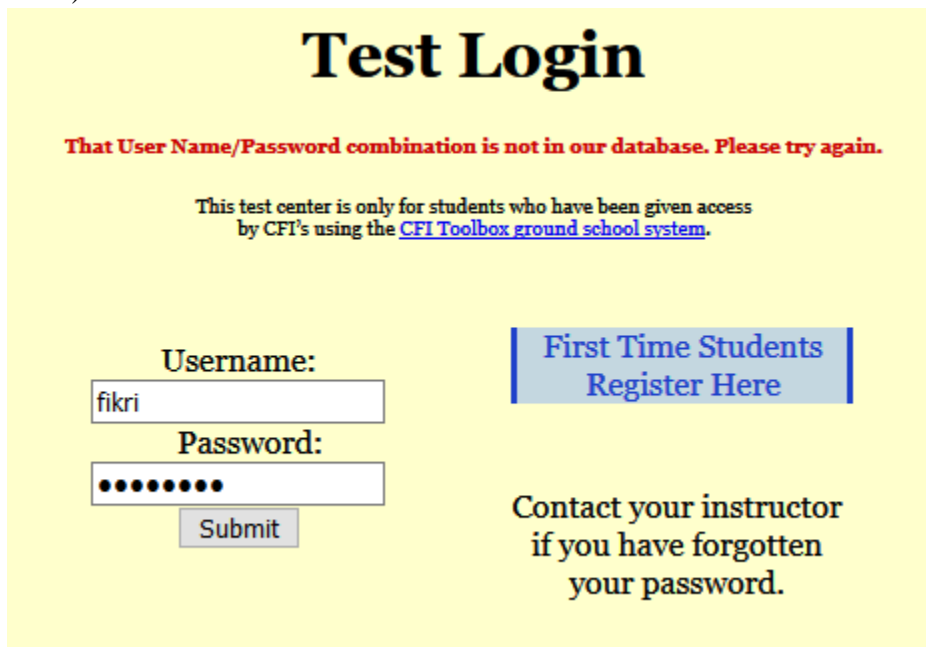 Test Login
That User Name/Password combination is not in our database. Please try again.
This test center is only for students who have been given access
by CFI's using the CFI Toolbox ground school system.
Username:
fikri
Password:
••••••••
Submit
First Time Students
Register Here
Contact your instructor
if you have forgotten
your password.